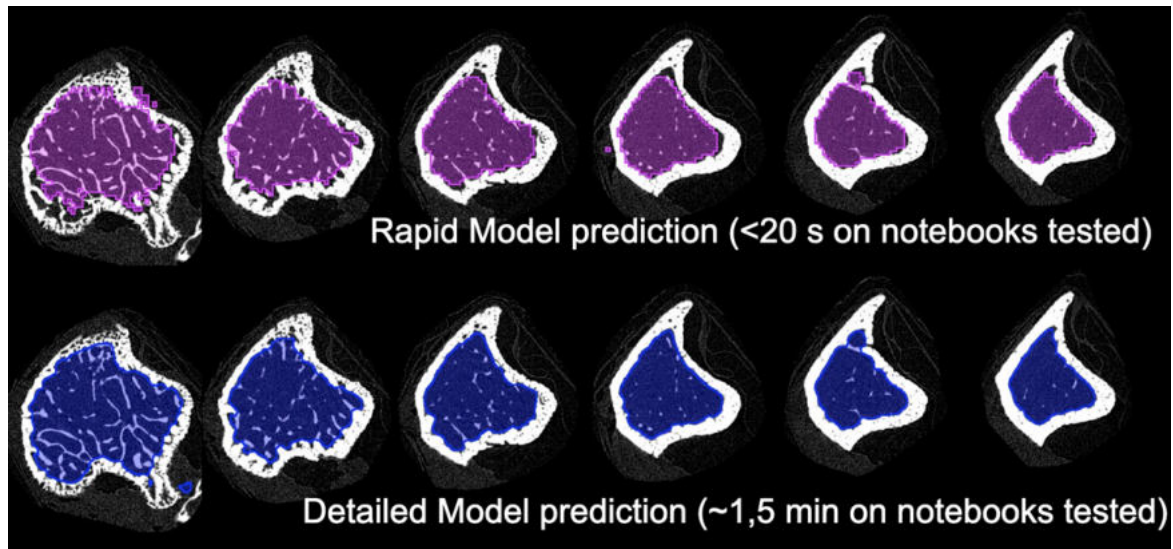 Rapid Model prediction (<20 s on notebooks tested)
Detailed Model prediction (~1,5 min on notebooks tested)